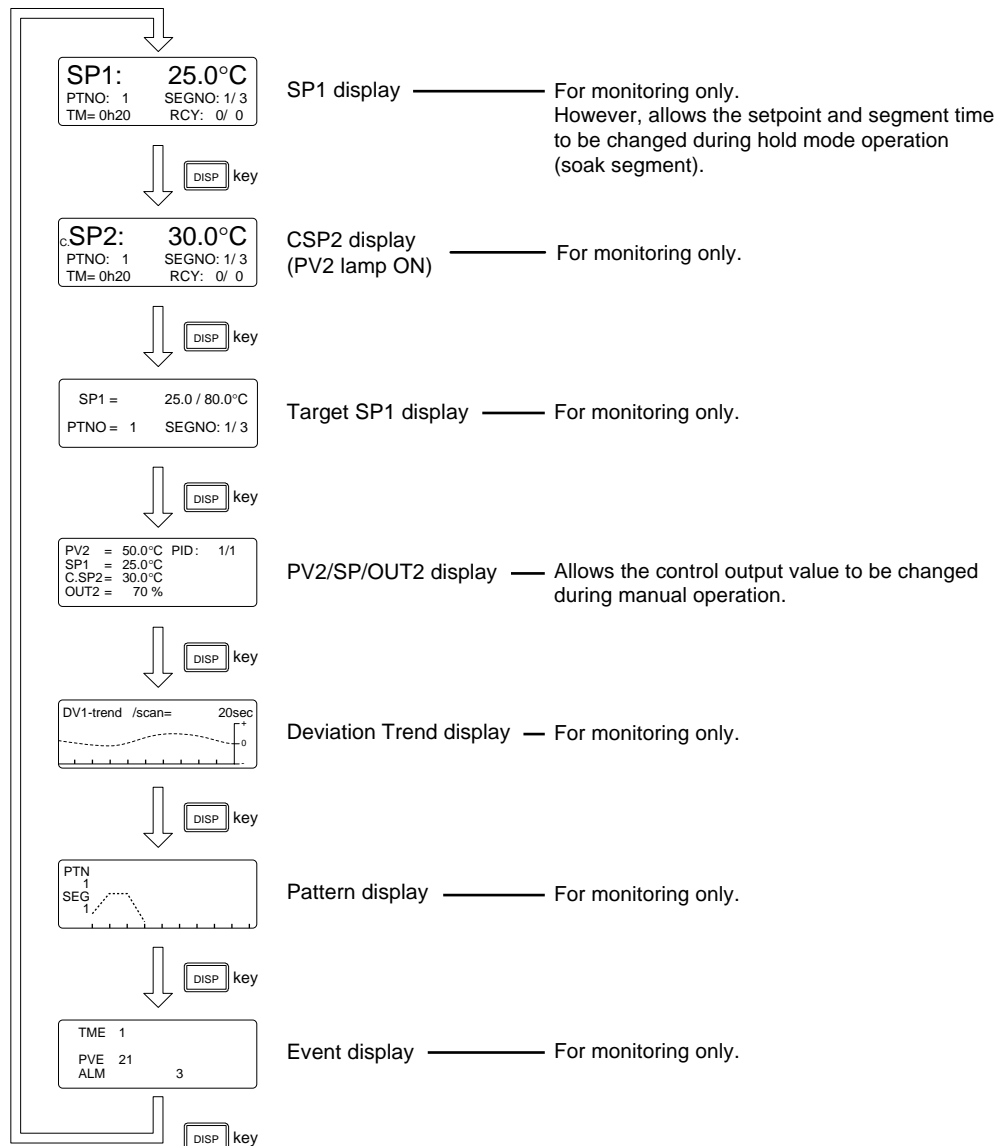 SP1: 25.0°C
PTNO: 1 SEGNO: 1/ 3
TM= 0h20 RCY: 0/ 0
SP1 display
For monitoring only.
However, allows the setpoint and segment time
to be changed during hold mode operation
(soak segment).
DISP key
C.SP2: 30.0°C
PTNO: 1 SEGNO: 1/ 3
TM= 0h20 RCY: 0/ 0
CSP2 display
(PV2 lamp ON)
For monitoring only.
DISP key
SP1 = 25.0 / 80.0°C
PTNO = 1 SEGNO: 1/ 3
Target SP1 display
For monitoring only.
DISP key
PV2 = 50.0°C PID: 1/1
SP1 = 25.0°C
C.SP2= 30.0°C
OUT2 = 70 %
PV2/SP/OUT2 display
Allows the control output value to be changed
during manual operation.
DISP key
DV1-trend /scan= 20sec
+
0
-
Deviation Trend display
For monitoring only.
DISP key
PTN
1
SEG
1
Pattern display
For monitoring only.
DISP key
TME 1
PVE 21
ALM 3
Event display
For monitoring only.
DISP key